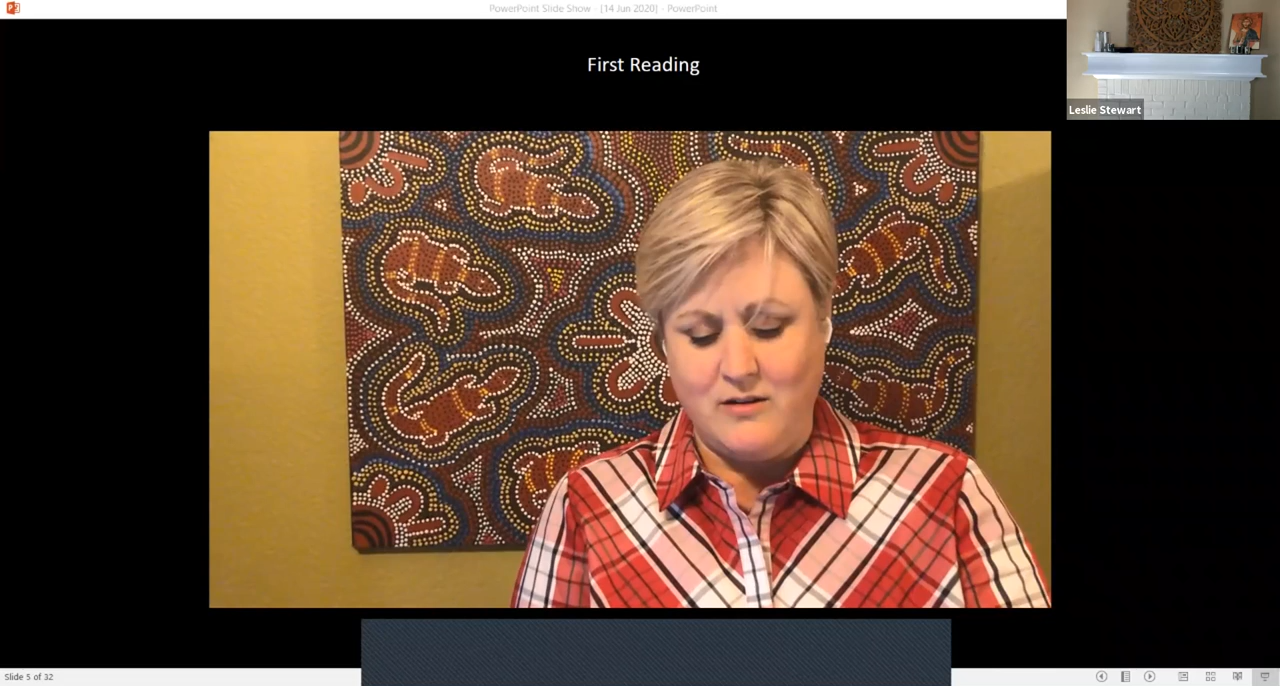 PowerPoint Slide Show - [14 Jun 2020] - PowerPoint
First Reading
Leslie Stewart
Slide 5 of 32